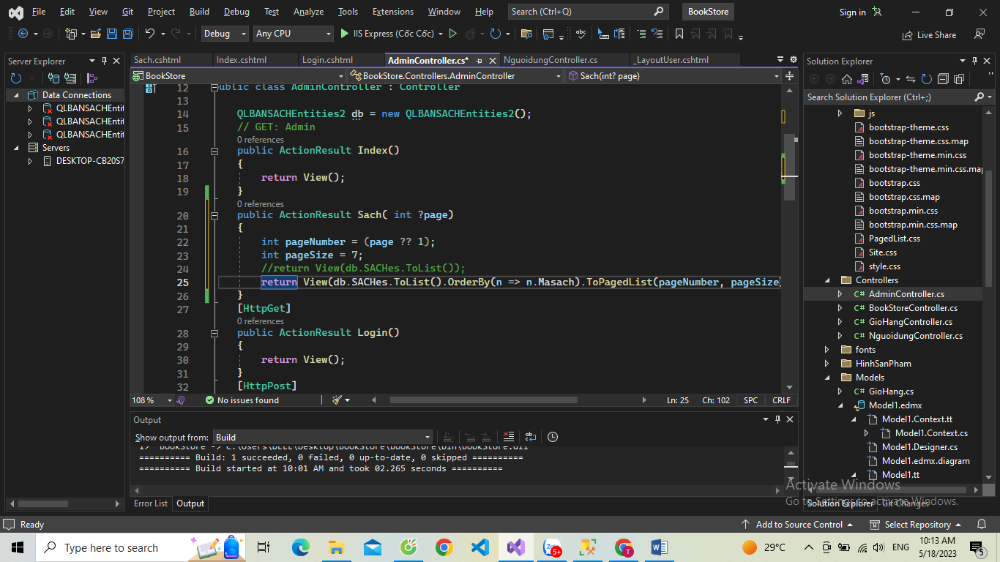 File Edit View Git Project Build Debug Test Analyze Tools Extensions Window Help Search (Ctrl+Q) BookStore Sign in
Debug Any CPU IIS Express (Cốc Cốc) Live Share
Server Explorer
Data Connections
QLBANSACHEntit
QLBANSACHEntit
QLBANSACHEntit
Servers
DESKTOP-CB20S7
Sach.cshtml Index.cshtml Login.cshtml AdminController.cs* NguoidungController.cs _LayoutUser.cshtml
BookStore BookStore.Controllers.AdminController Sach(int? page)
12 ublic class AdminController : Controller
13
14 QLBANSACHEntities2 db = new QLBANSACHEntities2();
15 // GET: Admin
0 references
16 public ActionResult Index()
17 {
18 return View();
19 }
0 references
20 public ActionResult Sach( int ?page)
21 {
22 int pageNumber = (page ?? 1);
23 int pageSize = 7;
24 //return View(db.SACHes.ToList());
25 return View(db.SACHes.ToList().OrderBy(n => n.Masach).ToPagedList(pageNumber, pageSize)
26 }
27 [HttpGet]
0 references
28 public ActionResult Login()
29 {
30 return View();
31 }
32 [HttpPost]
108 % No issues found Ln: 25 Ch: 102 SPC CRLF
Output
Show output from: Build
1> BookStore -> C:\Users\DELL\Desktop\BookStore\BookStore\bin\BookStore.dll
========== Build: 1 succeeded, 0 failed, 0 up-to-date, 0 skipped ==========
========== Build started at 10:01 AM and took 02.265 seconds ==========
Error List Output
Solution Explorer
Search Solution Explorer (Ctrl+;)
js
bootstrap-theme.css
bootstrap-theme.css.map
bootstrap-theme.min.css
bootstrap-theme.min.css.map
bootstrap.css
bootstrap.css.map
bootstrap.min.css
bootstrap.min.css.map
PagedList.css
Site.css
style.css
Controllers
C# AdminController.cs
C# BookStoreController.cs
C# GioHangController.cs
C# NguoidungController.cs
fonts
HinhSanPham
Models
C# GioHang.cs
Model1.edmx
Model1.Context.tt
Model1.Context.cs
Model1.Designer.cs
Model1.edmx.diagram
Model1.tt
Solution Explorer Git Changes
Activate Windows
Go to Settings to activate Windows.
Ready Add to Source Control Select Repository
Type here to search 5+ T 29°C ENG 10:13 AM
5/18/2023 5